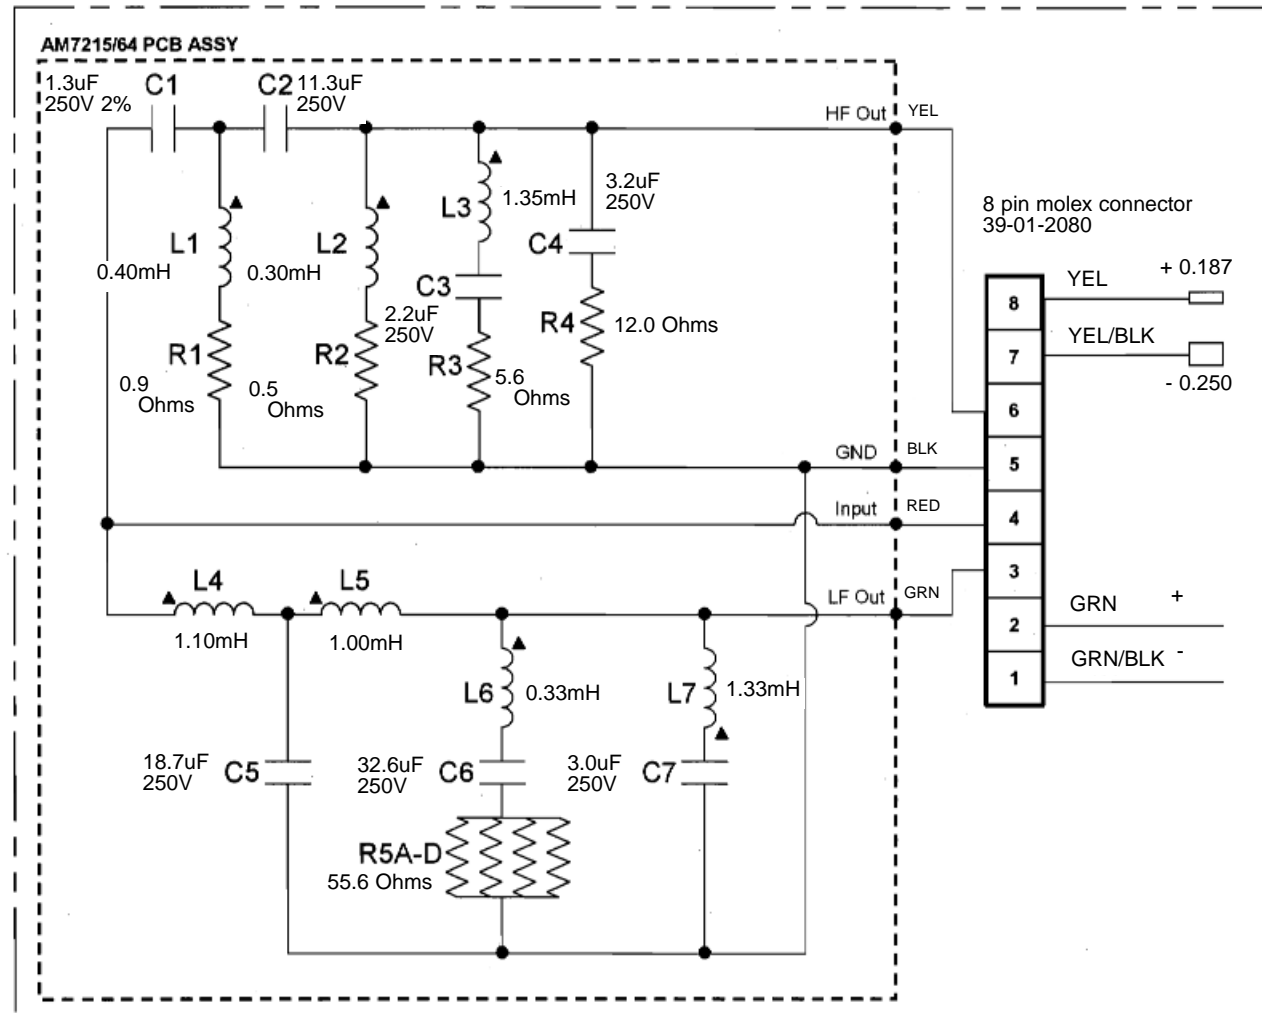 AM7215/64 PCB ASSY
1.3uF
250V 2%
C1
C2
11.3uF
250V
HF Out
YEL
L1
0.40mH
L2
0.30mH
L3
1.35mH
3.2uF
250V
C4
C3
2.2uF
250V
R1
0.9
Ohms
R2
0.5
Ohms
R3
5.6
Ohms
R4
12.0 Ohms
GND
BLK
Input
RED
L4
1.10mH
L5
1.00mH
LF Out
GRN
L6
0.33mH
L7
1.33mH
18.7uF
250V
C5
32.6uF
250V
C6
3.0uF
250V
C7
R5A-D
55.6 Ohms
8 pin molex connector
39-01-2080
8
7
6
5
4
3
2
1
YEL
+ 0.187
YEL/BLK
- 0.250
GRN +
GRN/BLK -